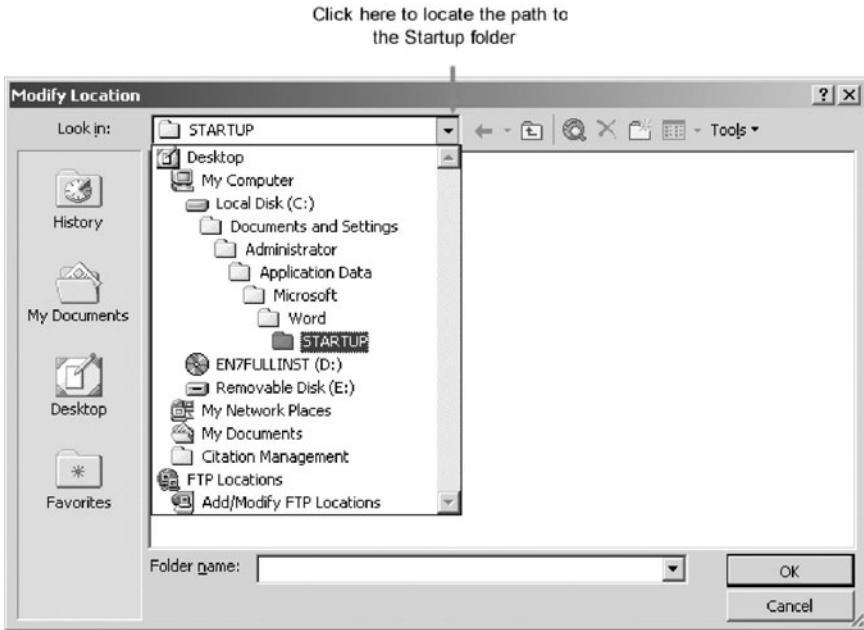 Click here to locate the path to
the Startup folder
Modify Location
Look in:
STARTUP
Tools
Desktop
My Computer
Local Disk (C:)
Documents and Settings
Administrator
Application Data
Microsoft
Word
STARTUP
EN7FULLINST (D:)
Removable Disk (E:)
My Network Places
My Documents
Citation Management
FTP Locations
Add/Modify FTP Locations
History
My Documents
Desktop
Favorites
Folder name:
OK
Cancel